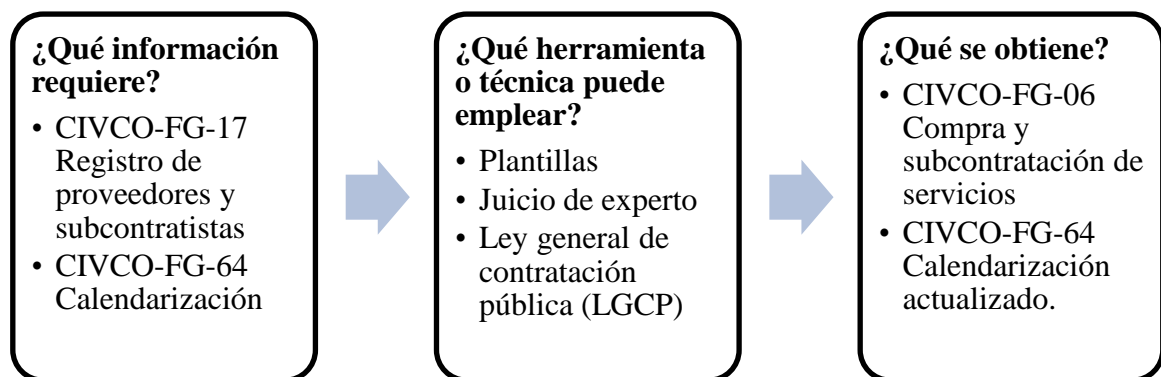 ¿Qué información
requiere?
• CIVCO-FG-17
Registro de
proveedores y
subcontratistas
• CIVCO-FG-64
Calendarización
¿Qué herramienta
o técnica puede
emplear?
• Plantillas
• Juicio de experto
• Ley general de
contratación
pública (LGCP)
¿Qué se obtiene?
• CIVCO-FG-06
Compra y
subcontratación de
servicios
• CIVCO-FG-64
Calendarización
actualizado.